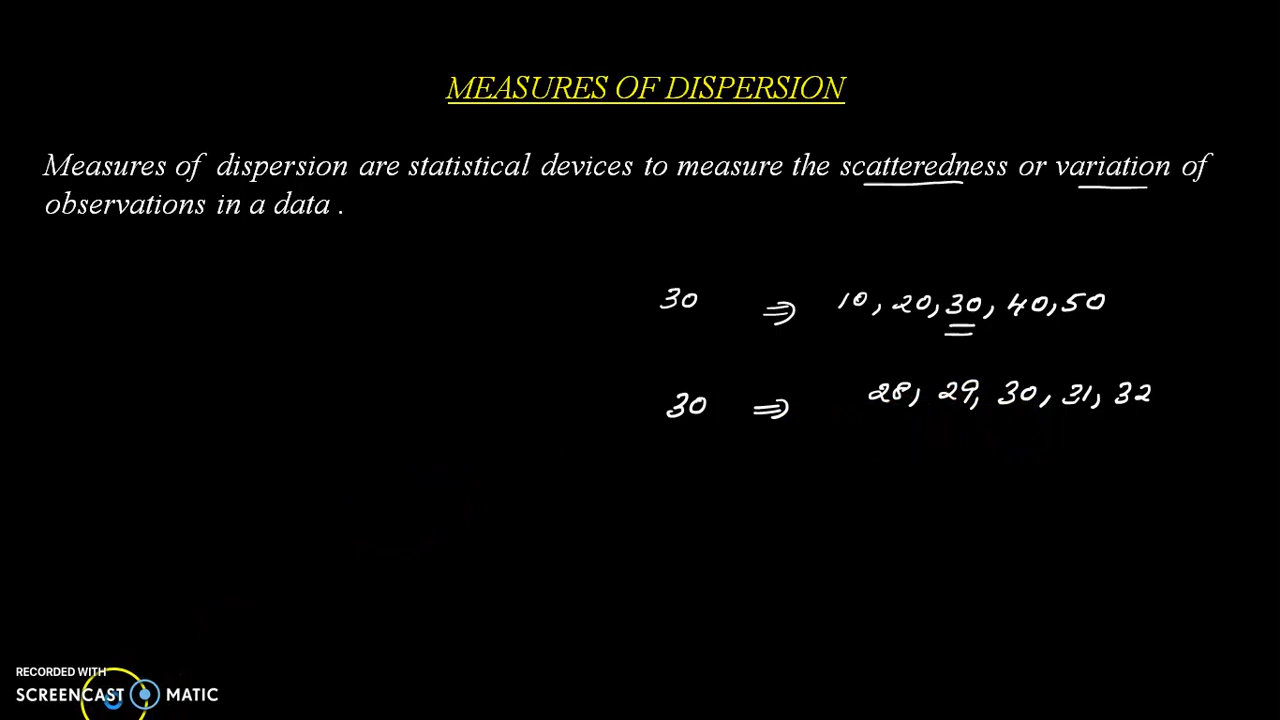 MEASURES OF DISPERSION
Measures of dispersion are statistical devices to measure the scatteredness or variation of
observations in a data .
30 ⇒ 10, 20, 30, 40, 50
30 ⇒ 28, 29, 30, 31, 32
RECORDED WITH
SCREENCAST MATIC